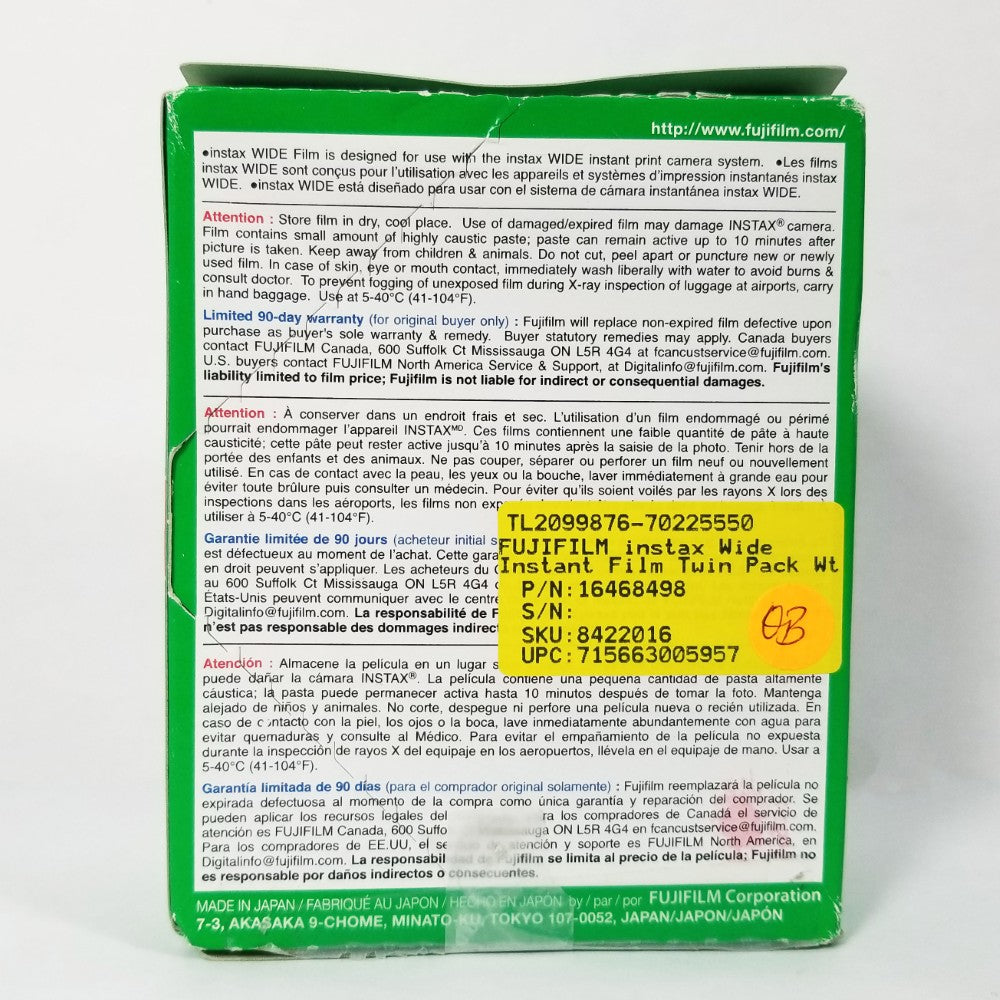 http://www.fujifilm.com/
•instax WIDE Film is designed for use with the instax WIDE instant print camera system. •Les films
instax WIDE sont conçus pour l'utilisation avec les appareils et systèmes d'impression instantanés instax
WIDE. •instax WIDE está diseñado para usar con el sistema de cámara instantánea instax WIDE.
Attention : Store film in dry, cool place. Use of damaged/expired film may damage INSTAX® camera.
Film contains small amount of highly caustic paste; paste can remain active up to 10 minutes after
picture is taken. Keep away from children & animals. Do not cut, peel apart or puncture new or newly
used film. In case of skin, eye or mouth contact, immediately wash liberally with water to avoid burns &
consult doctor. To prevent fogging of unexposed film during X-ray inspection of luggage at airports, carry
in hand baggage. Use at 5-40°C (41-104°F).
Limited 90-day warranty (for original buyer only) : Fujifilm will replace non-expired film defective upon
purchase as buyer's sole warranty & remedy. Buyer statutory remedies may apply. Canada buyers
contact FUJIFILM Canada, 600 Suffolk Ct Mississauga ON L5R 4G4 at fcancustservice@fujifilm.com.
U.S. buyers contact FUJIFILM North America Service & Support, at Digitalinfo@fujifilm.com. Fujifilm's
liability limited to film price; Fujifilm is not liable for indirect or consequential damages.
Attention : À conserver dans un endroit frais et sec. L'utilisation d'un film endommagé ou périmé
pourrait endommager l'appareil INSTAXᴹᴰ. Ces films contiennent une faible quantité de pâte à haute
causticité; cette pâte peut rester active jusqu'à 10 minutes après la saisie de la photo. Tenir hors de la
portée des enfants et des animaux. Ne pas couper, séparer ou perforer un film neuf ou nouvellement
utilisé. En cas de contact avec la peau, les yeux ou la bouche, laver immédiatement à grande eau pour
éviter toute brûlure puis consulter un médecin. Pour éviter qu'ils soient voilés par les rayons X lors des
inspections dans les aéroports, les films non
utiliser à 5-40°C (41-104°F).
Garantie limitée de 90 jours (acheteur initial
est défectueux au moment de l'achat. Cette
en droit peuvent s'appliquer. Les acheteurs du
au 600 Suffolk Ct Mississauga ON L5R 4G4
États-Unis peuvent communiquer avec le centre
Digitalinfo@fujifilm.com. La responsabilité de
n'est pas responsable des dommages
TL2099876-70225550
FUJIFILM instax Wide
Instant Film Twin Pack Wt
P/N:16468498
S/N:
SKU:8422016
UPC:715663005957
OB
Atención : Almacene la película en un lugar
puede dañar la cámara INSTAX®. La película contiene una pequeña cantidad de pasta altamente
cáustica; la pasta puede permanecer activa hasta 10 minutos después de tomar la foto. Mantenga
alejado de niños y animales. No corte, despegue ni perfore una película nueva o recién utilizada. En
caso de contacto con la piel, los ojos o la boca, lave inmediatamente abundantemente con agua para
evitar quemaduras y consulte al Médico. Para evitar el empañamiento de la película no expuesta
durante la inspección de rayos X del equipaje en los aeropuertos, llévela en el equipaje de mano. Usar a
5-40°C (41-104°F).
Garantía limitada de 90 días (para el comprador original solamente) : Fujifilm reemplazará la película no
expirada defectuosa al momento de la compra como única garantía y reparación del comprador. Se
pueden aplicar los recursos legales del los compradores de Canadá el servicio de
atención es FUJIFILM Canada, 600 ON L5R 4G4 en fcancustservice@fujifilm.com.
Para los compradores de EE.UU, el atención y soporte es FUJIFILM North America, en
Digitalinfo@fujifilm.com. La Fujifilm se limita al precio de la película; Fujifilm no
es responsable por daños indirectos o consecuentes.
MADE IN JAPAN / FABRIQUÉ AU JAPON / HECHO EN JAPÓN by / par / por FUJIFILM Corporation
7-3, AKASAKA 9-CHOME, MINATO-KU, TOKYO 107-0052, JAPAN/JAPON/JAPÓN